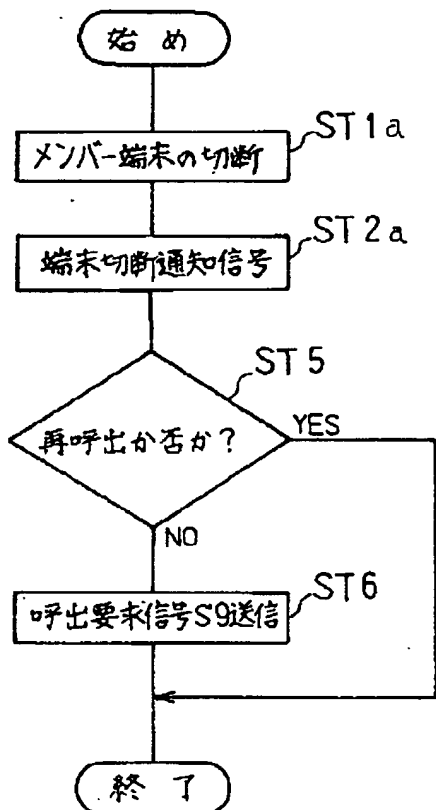 始め
ST1a
メンバー端末の切断
ST2a
端末切断通知信号
ST5
再呼出か否か?
YES
NO
ST6
呼出要求信号S9送信
終了